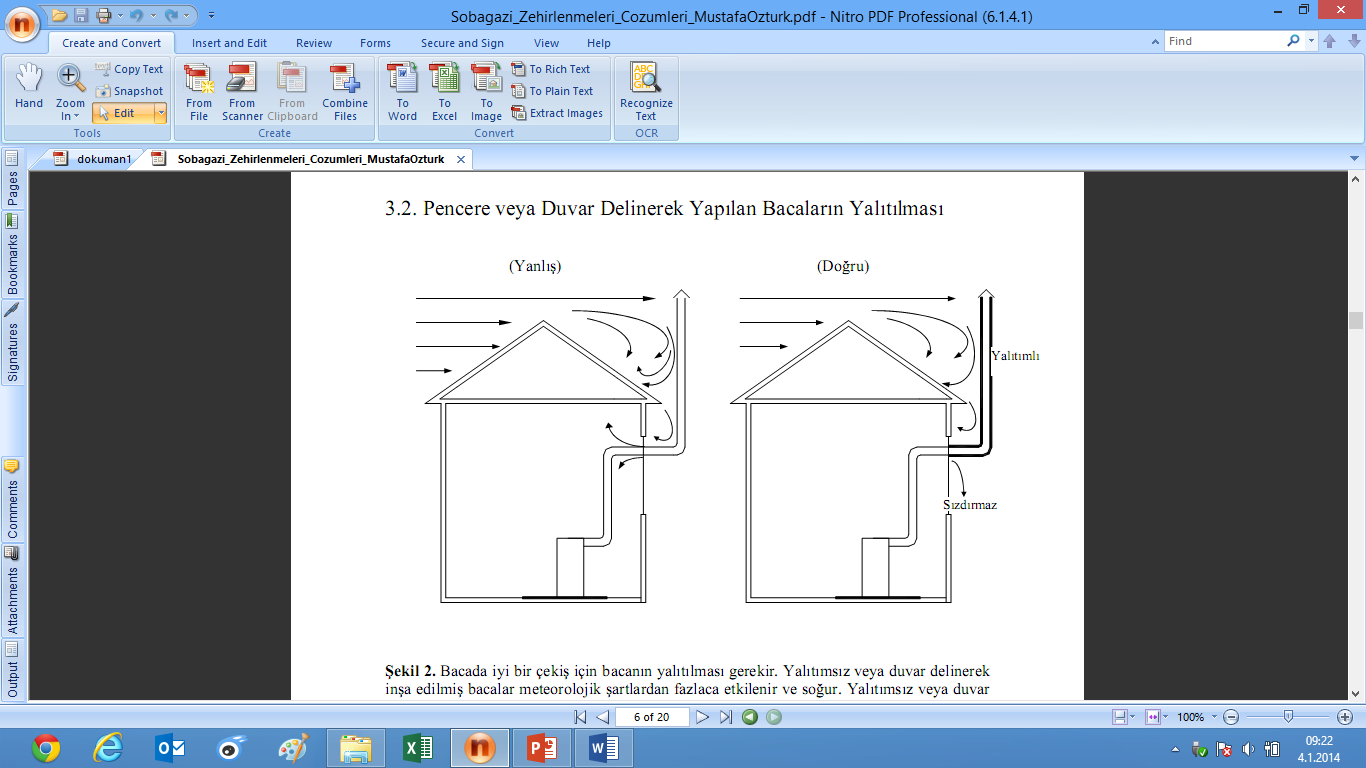 Sobagazi_Zehirlenmeleri_Cozumleri_MustafaOzturk.pdf - Nitro PDF Professional (6.1.4.1)
Create and Convert Insert and Edit Review Forms Secure and Sign View Help Find
Hand
Zoom In
Copy Text
Snapshot
Edit
Tools
From File
From Scanner
From Clipboard
Combine Files
Create
To Word
To Excel
To Image
To Rich Text
To Plain Text
Extract Images
Convert
Recognize Text
OCR
dokuman1 Sobagazi_Zehirlenmeleri_Cozumleri_MustafaOzturk
Pages
Bookmarks
Signatures
Comments
Attachments
Output
3.2. Pencere veya Duvar Delinerek Yapılan Bacaların Yalıtılması
(Yanlış) (Doğru)
Yalıtımlı
Sızdırmaz
Şekil 2. Bacada iyi bir çekiş için bacanın yalıtılması gerekir. Yalıtımsız veya duvar delinerek
inşa edilmiş bacalar meteorolojik şartlardan fazlaca etkilenir ve soğur. Yalıtımsız veya duvar
6 of 20 100%
09:22
4.1.2014